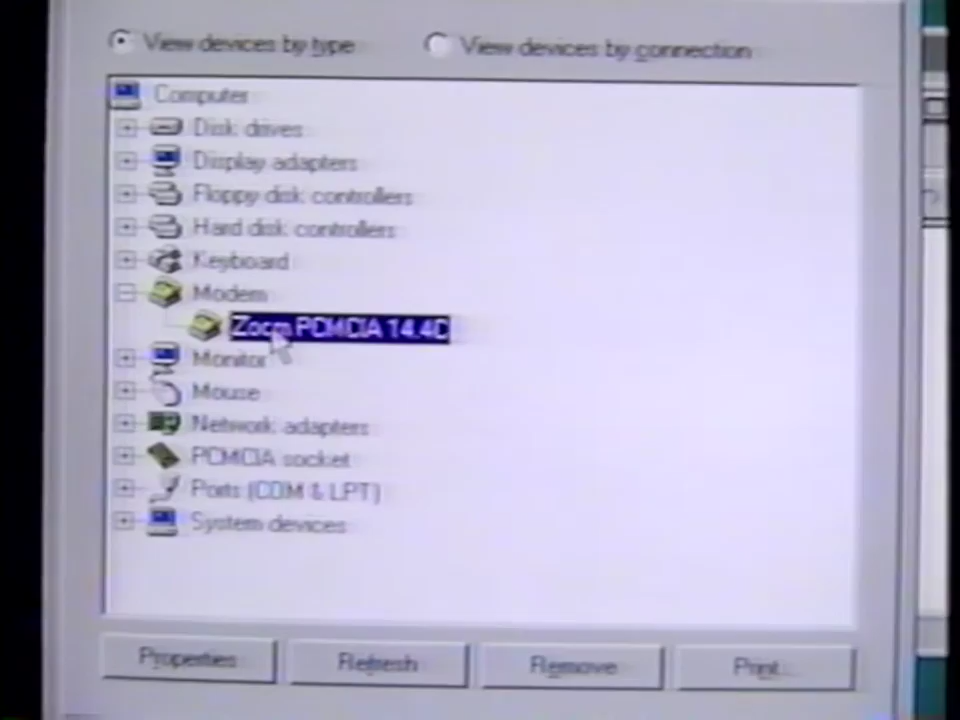 View devices by type
View devices by connection
Computer
Disk drives
Display adapters
Floppy disk controllers
Hard disk controllers
Keyboard
Modem
Zoom PCMCIA 14.4C
Monitor
Mouse
Network adapters
PCMCIA socket
Ports (COM & LPT)
System devices
Properties
Refresh
Remove
Print...